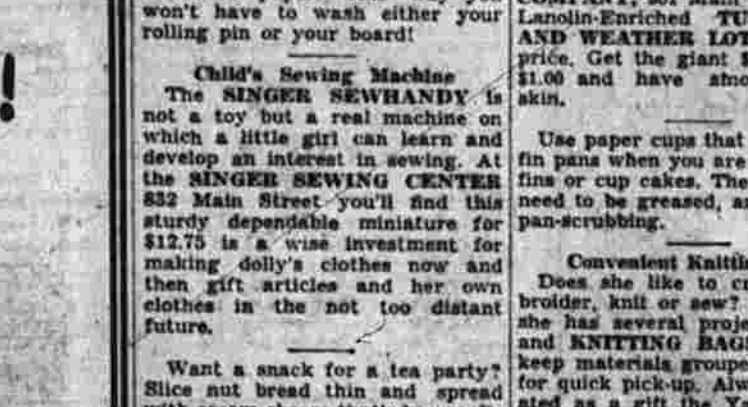 won't have to wash either your
rolling pin or your board!
Child's Sewing Machine
The SINGER SEWHANDY is
not a toy but a real machine on
which a little girl can learn and
develop an interest in sewing. At
the SINGER SEWING CENTER
832 Main Street you'll find this
sturdy dependable miniature for
$12.75 is a wise investment for
making dolly's clothes now and
then gift articles and her own
clothes in the not too distant
future.
Want a snack for a tea party?
Slice nut bread thin and spread
!
Lanolin-Enriched
AND WEATHER
price. Get the giant
$1.00 and have
skin.
Use paper cups that
fin pans when you are
fins or cup cakes. The
need to be greased,
pan-scrubbing.
Convenient
Does she like to
broider, knit or sew?
she has several
and KNITTING
keep materials
for quick pick-up.
ated as a gift the